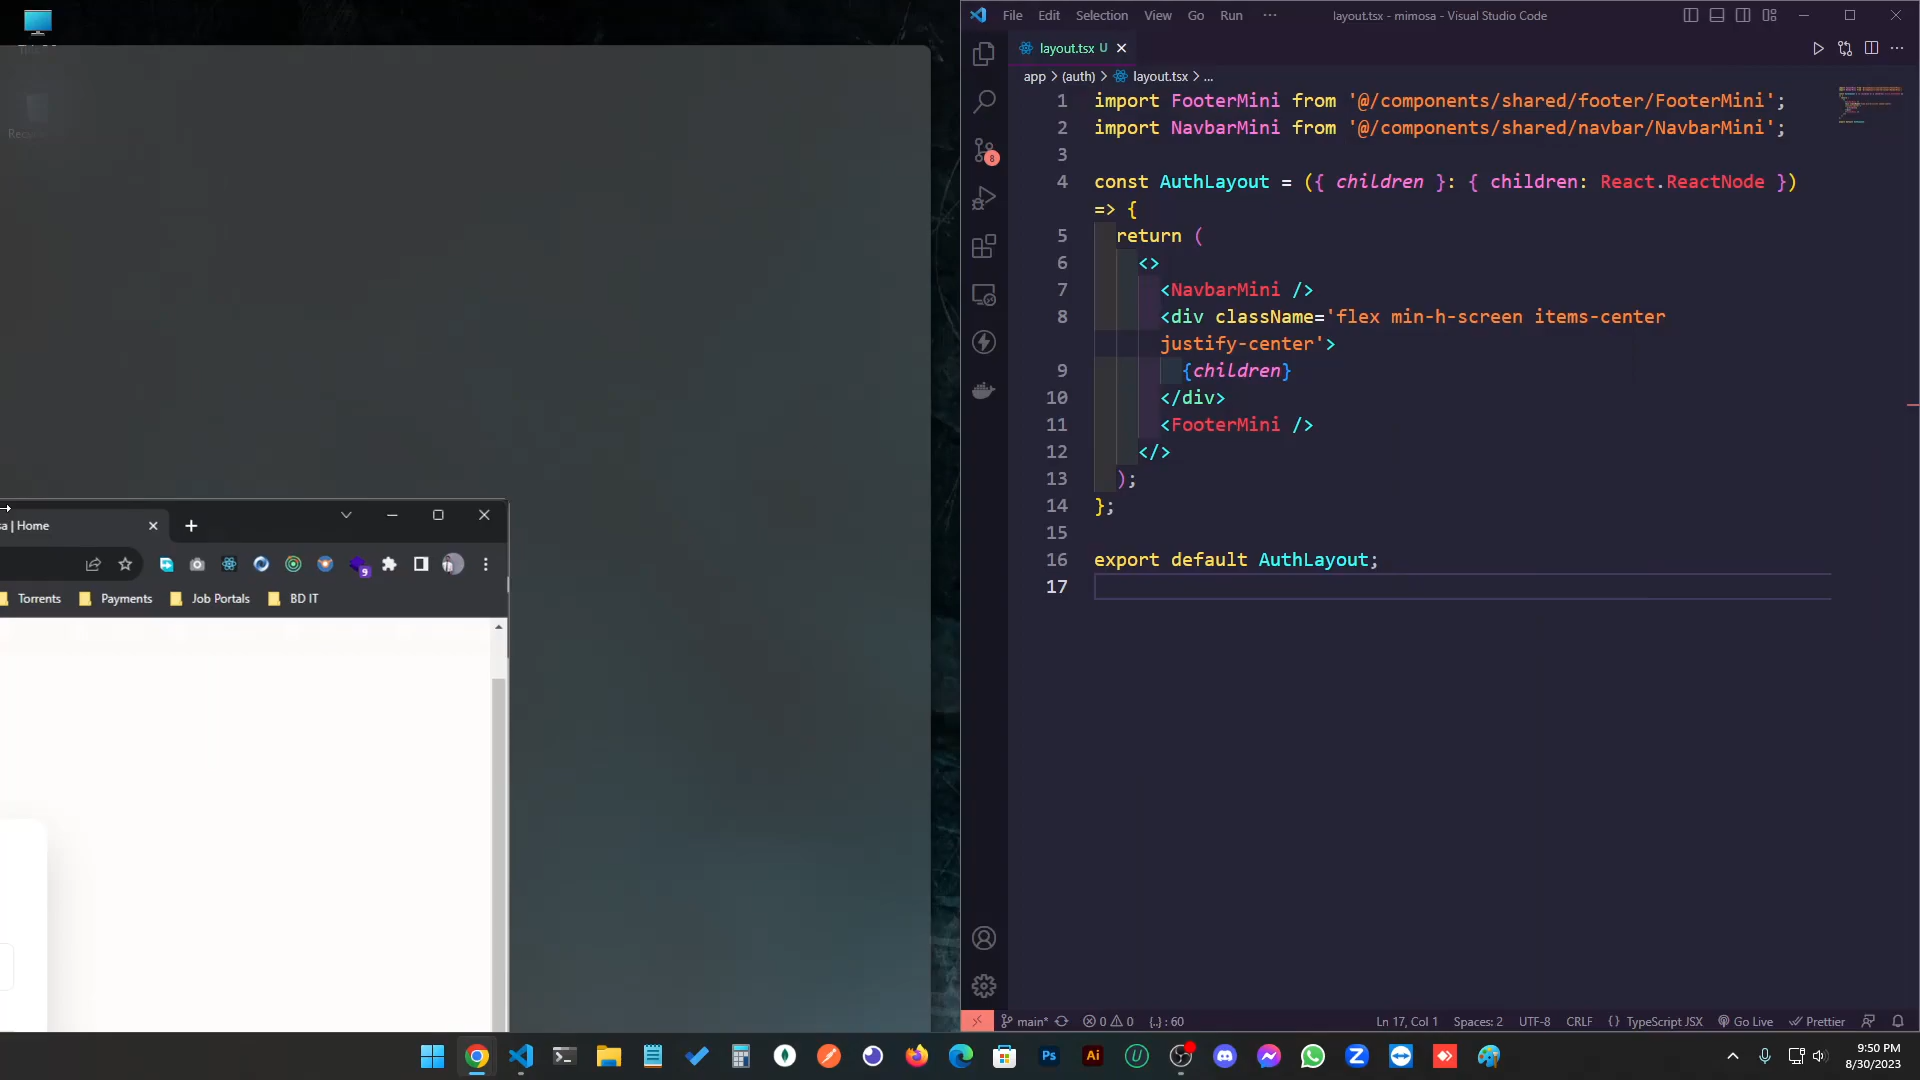 File Edit Selection View Go Run ··· layout.tsx - mimosa - Visual Studio Code
layout.tsx U
app > (auth) > layout.tsx > ...
1 import FooterMini from '@/components/shared/footer/FooterMini';
2 import NavbarMini from '@/components/shared/navbar/NavbarMini';
3
4 const AuthLayout = ({ children }: { children: React.ReactNode })
=> {
5 return (
6 <>
7 <NavbarMini />
8 <div className='flex min-h-screen items-center
justify-center'>
9 {children}
10 </div>
11 <FooterMini />
12 </>
13 );
14 };
15
16 export default AuthLayout;
17
8
sa | Home
9
Torrents Payments Job Portals BD IT
main* 0 0 {..} : 60 Ln 17, Col 1 Spaces: 2 UTF-8 CRLF {} TypeScript JSX Go Live Prettier
Ps Ai
9:50 PM
8/30/2023